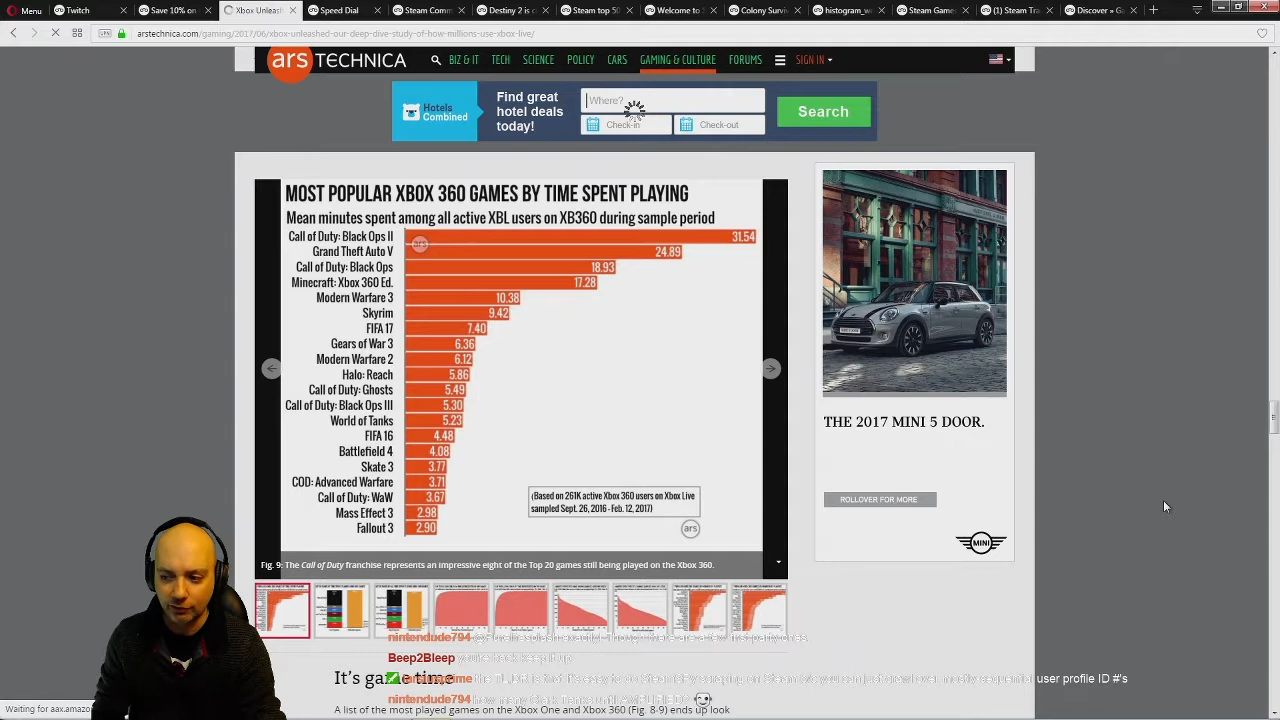 Menu
Twitch
Save 10% on
Xbox Unleash
Speed Dial
Steam Comm
Destiny 2 is c
Steam top 50
Welcome to
Colony Surviv
histogram_w
Steam
(1) Steam Tra
Discover » Ga
VPN
arstechnica.com/gaming/2017/06/xbox-unleashed-our-deep-dive-study-of-how-millions-use-xbox-live/
ars TECHNICA
BIZ & IT TECH SCIENCE POLICY CARS GAMING & CULTURE FORUMS SIGN IN
Hotels Combined
Find great
hotel deals
today!
Where?
Check-in
Check-out
Search
MOST POPULAR XBOX 360 GAMES BY TIME SPENT PLAYING
Mean minutes spent among all active XBL users on XB360 during sample period
Call of Duty: Black Ops II 31.54
ars
Grand Theft Auto V 24.89
Call of Duty: Black Ops 18.93
Minecraft: Xbox 360 Ed. 17.28
Modern Warfare 3 10.38
Skyrim 9.42
FIFA 17 7.40
Gears of War 3 6.36
Modern Warfare 2 6.12
Halo: Reach 5.86
Call of Duty: Ghosts 5.49
Call of Duty: Black Ops III 5.30
World of Tanks 5.23
FIFA 16 4.48
Battlefield 4 4.08
Skate 3 3.77
COD: Advanced Warfare 3.71
Call of Duty: WaW 3.67
Mass Effect 3 2.98
Fallout 3 2.90
(Based on 261K active Xbox 360 users on Xbox Live
sampled Sept. 26, 2016 - Feb. 12, 2017)
ars
Fig. 9: The Call of Duty franchise represents an impressive eight of the Top 20 games still being played on the Xbox 360.
THE 2017 MINI 5 DOOR.
ROLLOVER FOR MORE
MINI
nintendude794
Beep2Bleep you're back keep it up
user profile ID #'s
It's game time
nintendude794
Waiting for aax.amazo
A list of the most played games on the Xbox One and Xbox 360 (Fig 8-9) ends up look